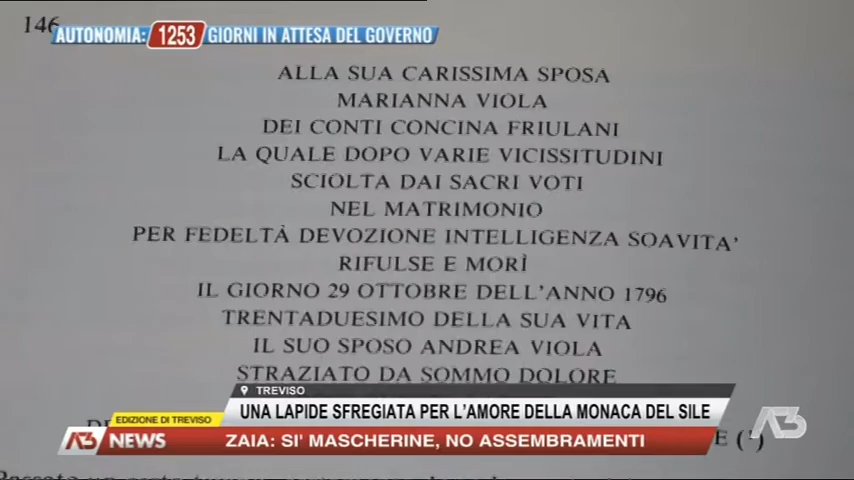 146
AUTONOMIA: 1253 GIORNI IN ATTESA DEL GOVERNO
ALLA SUA CARISSIMA SPOSA
MARIANNA VIOLA
DEI CONTI CONCINA FRIULANI
LA QUALE DOPO VARIE VICISSITUDINI
SCIOLTA DAI SACRI VOTI
NEL MATRIMONIO
PER FEDELTÀ DEVOZIONE INTELLIGENZA SOAVITA'
RIFULSE E MORÌ
IL GIORNO 29 OTTOBRE DELL'ANNO 1796
TRENTADUESIMO DELLA SUA VITA
IL SUO SPOSO ANDREA VIOLA
STRAZIATO DA SOMMO DOLORE
TREVISO
UNA LAPIDE SFREGIATA PER L'AMORE DELLA MONACA DEL SILE
EDIZIONE DI TREVISO
A3 NEWS
ZAIA: SI' MASCHERINE, NO ASSEMBRAMENTI
A3